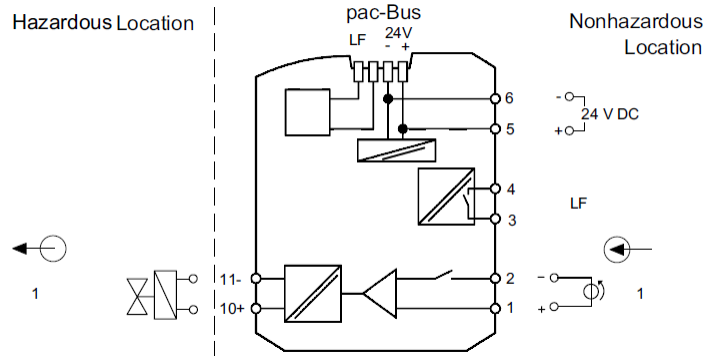 pac-Bus
Hazardous Location
Nonhazardous
Location
LF
24V
- +
6
-
24 V DC
5
+
4
LF
3
1
11-
2
-
1
10+
1
+